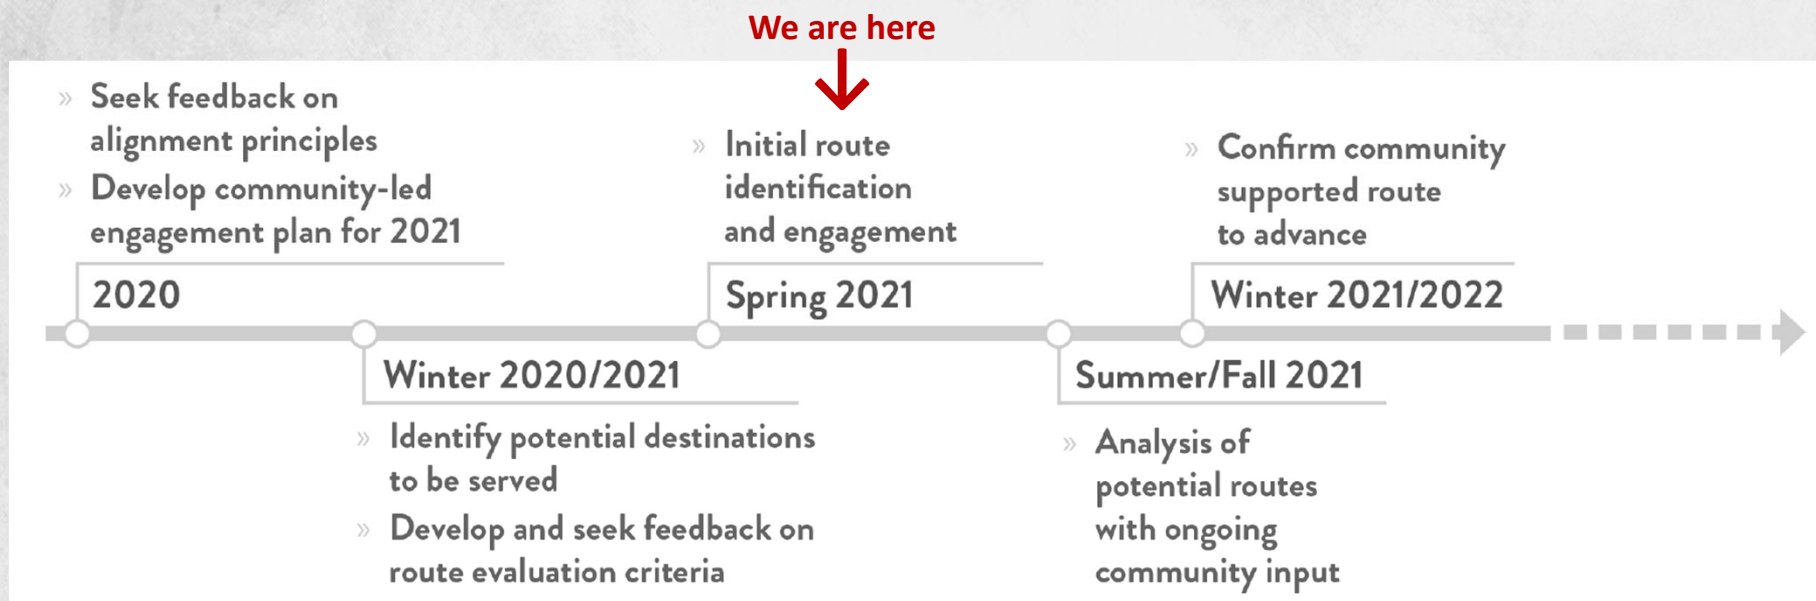 We are here
» Seek feedback on
alignment principles
» Develop community-led
engagement plan for 2021
2020
Winter 2020/2021
» Identify potential destinations
to be served
» Develop and seek feedback on
route evaluation criteria
» Initial route
identification
and engagement
Spring 2021
Summer/Fall 2021
» Analysis of
potential routes
with ongoing
community input
» Confirm community
supported route
to advance
Winter 2021/2022